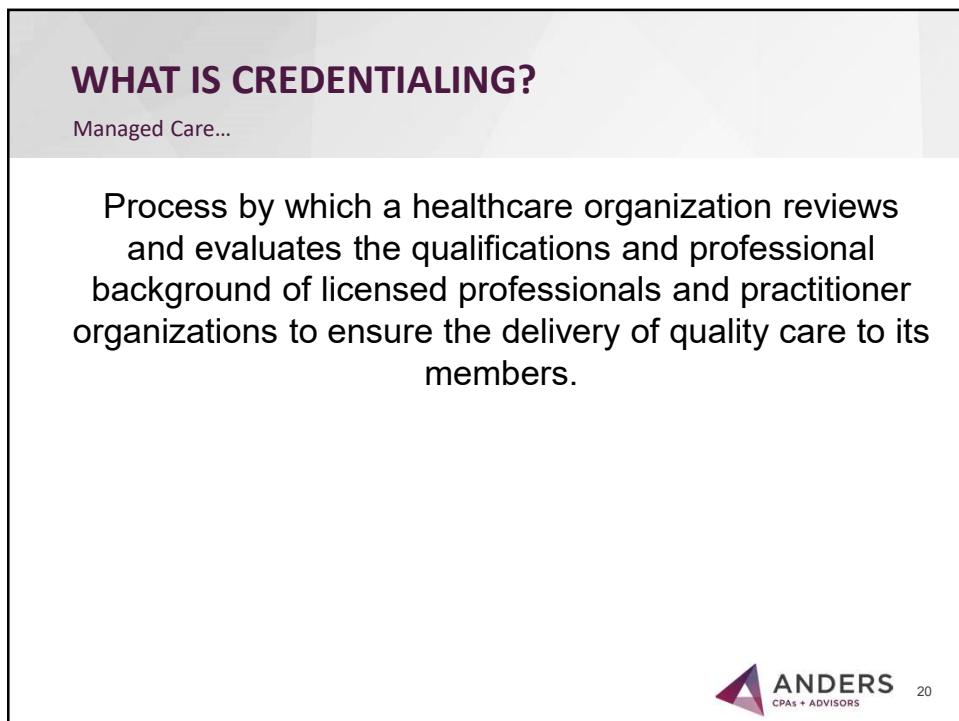 WHAT IS CREDENTIALING?
Managed Care…
Process by which a healthcare organization reviews
and evaluates the qualifications and professional
background of licensed professionals and practitioner
organizations to ensure the delivery of quality care to its
members.
ANDERS
CPAs + ADVISORS
20